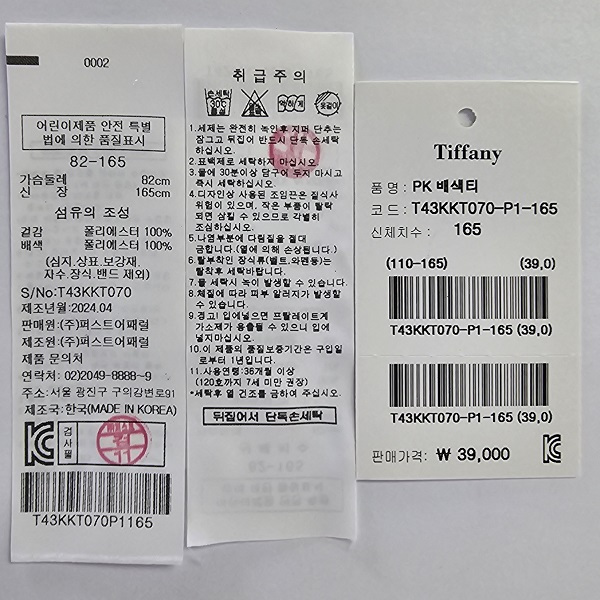 0002
어린이제품 안전 특별
법에 의한 품질표시
82-165
가슴둘레 82cm
신 장 165cm
섬유의 조성
겉감 폴리에스터 100%
배색 폴리에스터 100%
(심지.상표.보강재,
자수.장식.밴드 제외)
S/No:T43KKT070
제조년월:2024.04
판매원:(주)퍼스트어패럴
제조원:(주)퍼스트어패럴
제품 문의처
연락처: 02)2049-8888~9
주소:서울 광진구 구의강변로91
제조국:한국(MADE IN KOREA)
검사필
T43KKT070P1165
취급주의
손세탁
30℃
중성
약하게
옷걸이
1.세제는 완전히 녹인후 지퍼 단추는
잠그고 뒤집어 반드시 단독 손세탁
하십시오.
2.표백제로 세탁하지 마십시오.
3.물에 30분이상 담구어 두지 마시고
즉시 세탁하십시오.
4.디자인상 사용된 조임끈은 질식사
위험이 있으며, 작은 부품이 탈락
되면 삼킬 수 있으므로 각별히
조심하십시오.
5.나염부분에 다림질을 절대
금합니다.(열에 의해 손상됩니다.)
6.탈부착인 장식류(벨트.와펜등)는
탈착후 세탁바랍니다.
7.물 세탁시 녹이 발생할 수 있습니다.
8.체질에 따라 피부 알러지가 발생할
수 있습니다.
9.경고! 입에넣으면 프탈레이트계
가소제가 용출될 수 있으니 입에
넣지마십시오.
10.이 제품의 품질보증기간은 구입일
로부터 1년입니다.
11.사용연령:36개월 이상
(120호까지 7세 미만 권장)
*세탁후 열 건조를 금하여 주십시오.
뒤집어서 단독손세탁
Tiffany
품 명 : PK 배색티
코 드 : T43KKT070-P1-165
신체치수 : 165
(110-165) (39,0)
T43KKT070-P1-165 (39,0)
T43KKT070-P1-165 (39,0)
판매가격: ₩ 39,000